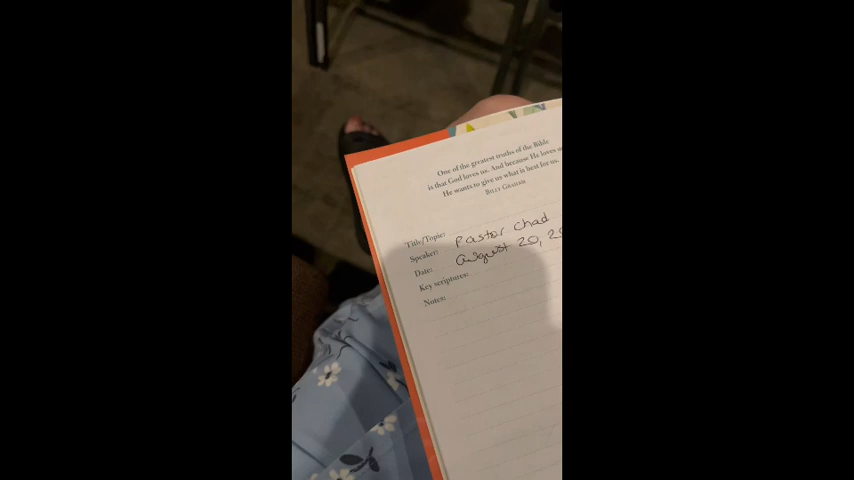 One of the greatest truths of the Bible
is that God loves us. And because He loves
He wants to give us what is best for us.
Billy Graham
Title/Topic:
Speaker: Pastor Chad
Date: August 20, 20
Key scriptures:
Notes: